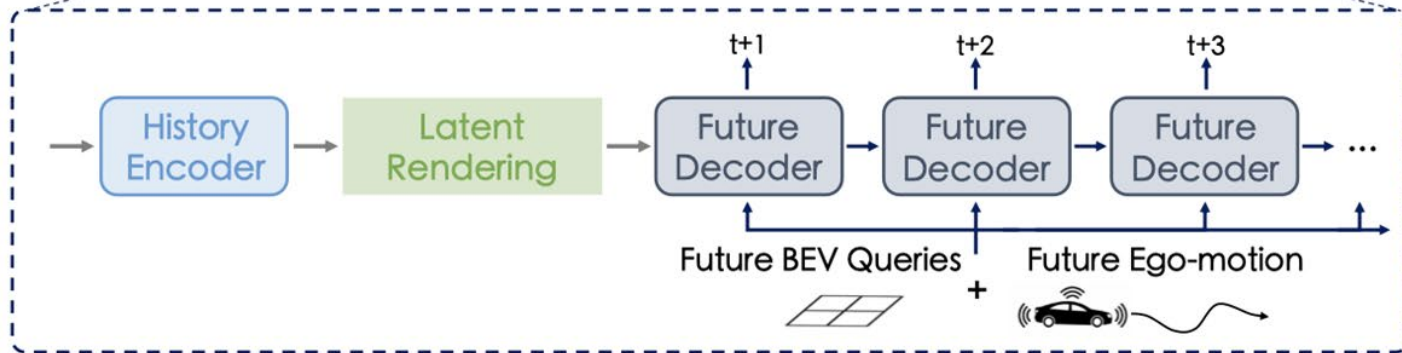 t+1
t+2
t+3
History
Encoder
Latent
Rendering
Future
Decoder
Future
Decoder
Future
Decoder
...
Future BEV Queries
+
Future Ego-motion